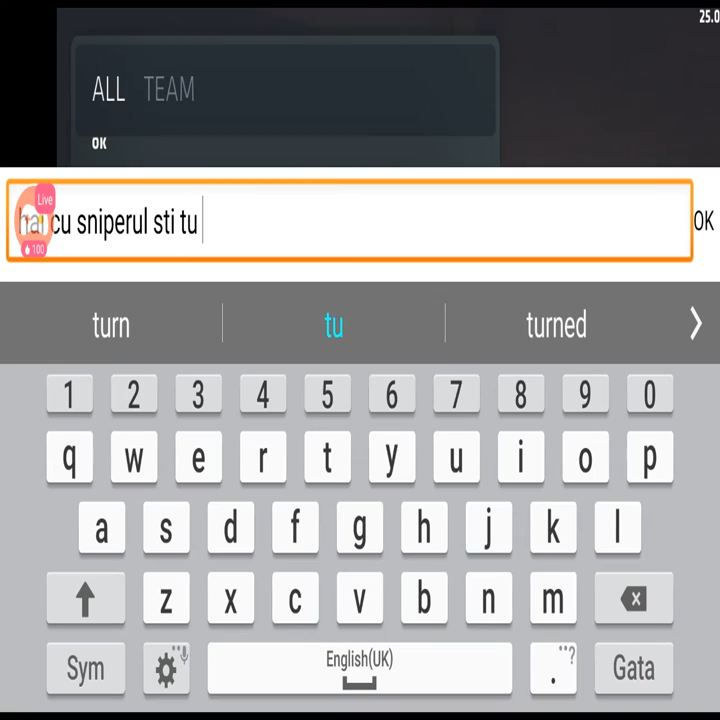 25.0
ALL TEAM
OK
Live
hai cu sniperul sti tu
100
OK
turn tu turned
1 2 3 4 5 6 7 8 9 0
q w e r t y u i o p
a s d f g h j k l
z x c v b n m
Sym English(UK) . ? Gata